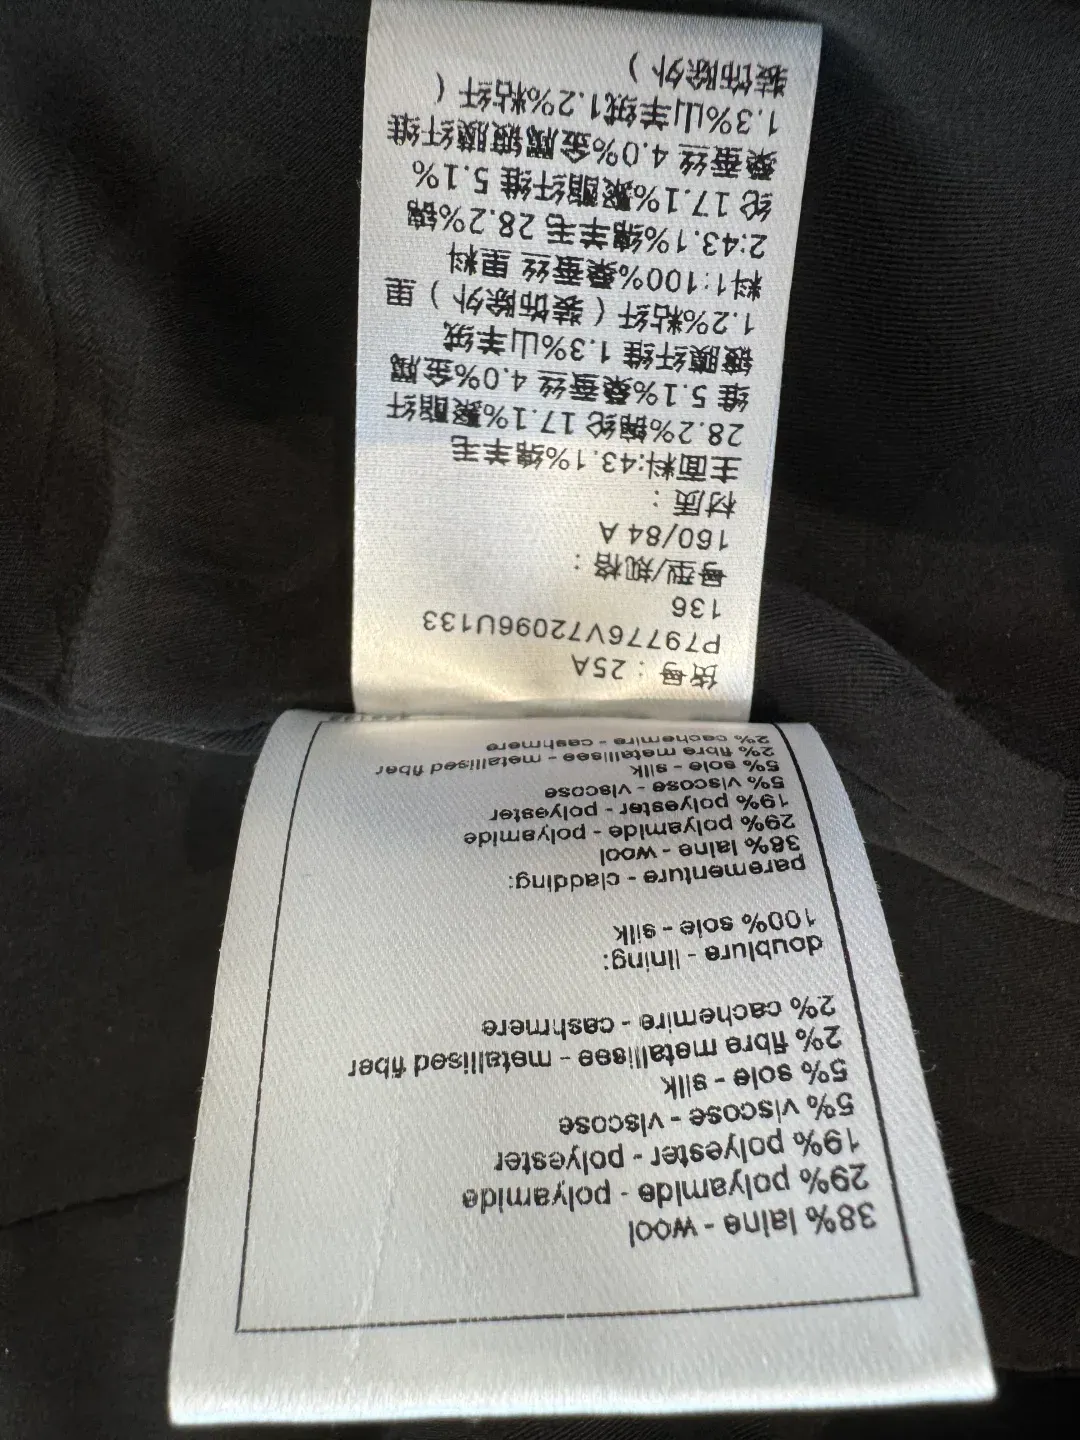 38% laine - wool
29% polyamide - polyamide
19% polyester - polyester
5% viscose - viscose
5% soie - silk
2% fibre metallisee - metallised fiber
2% cachemire - cashmere
doublure - lining:
100% soie - silk
parementure - cladding:
38% laine - wool
29% polyamide - polyamide
19% polyester - polyester
5% viscose - viscose
5% soie - silk
2% fibre metallisee - metallised fiber
2% cachemire - cashmere
货号：25A
P79776V72096U133
136
号型/规格：
160/84 A
材质：
主面料:43.1%绵羊毛
28.2%锦纶 17.1%聚酯纤
维 5.1%桑蚕丝 4.0%金属
镀膜纤维 1.3%山羊绒
1.2%粘纤（装饰除外）里
料1:100%桑蚕丝 里料
2:43.1%绵羊毛 28.2%锦
纶 17.1%聚酯纤维 5.1%
桑蚕丝 4.0%金属镀膜纤维
1.3%山羊绒1.2%粘纤（
装饰除外）